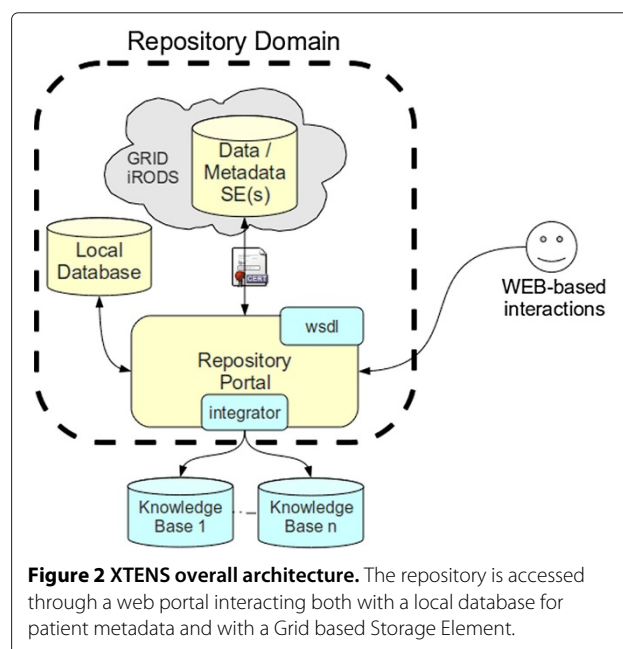 Repository Domain
GRID
iRODS
Data /
Metadata
SE(s)
Local
Database
CERT
WEB-based
interactions
wsdl
Repository
Portal
integrator
Knowledge
Base 1
...
Knowledge
Base n
Figure 2 XTENS overall architecture. The repository is accessed
through a web portal interacting both with a local database for
patient metadata and with a Grid based Storage Element.